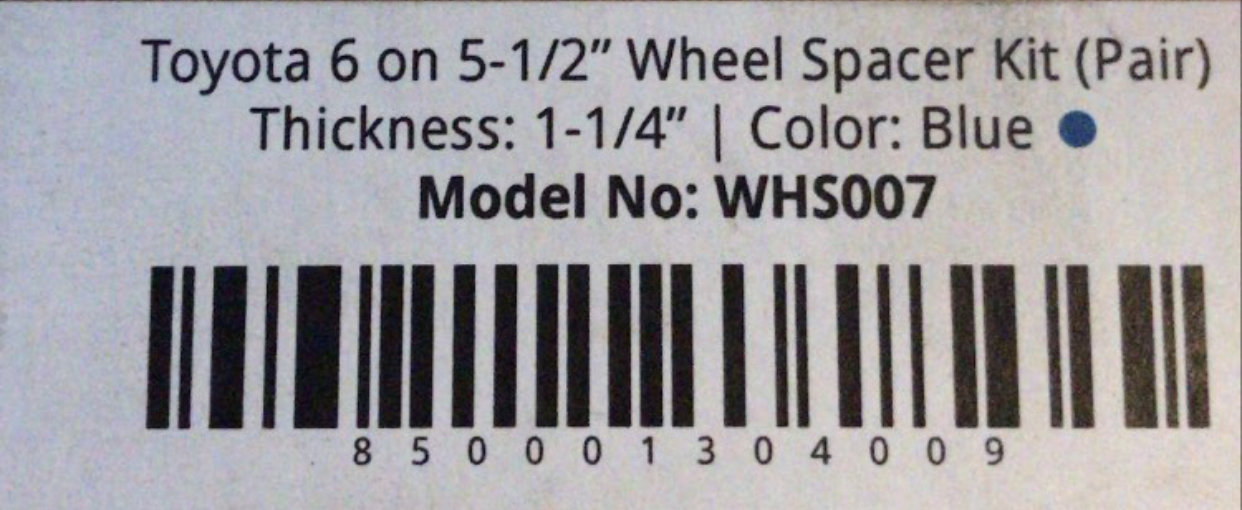 Toyota 6 on 5-1/2” Wheel Spacer Kit (Pair)
Thickness: 1-1/4” | Color: Blue
Model No: WHS007
850001304009